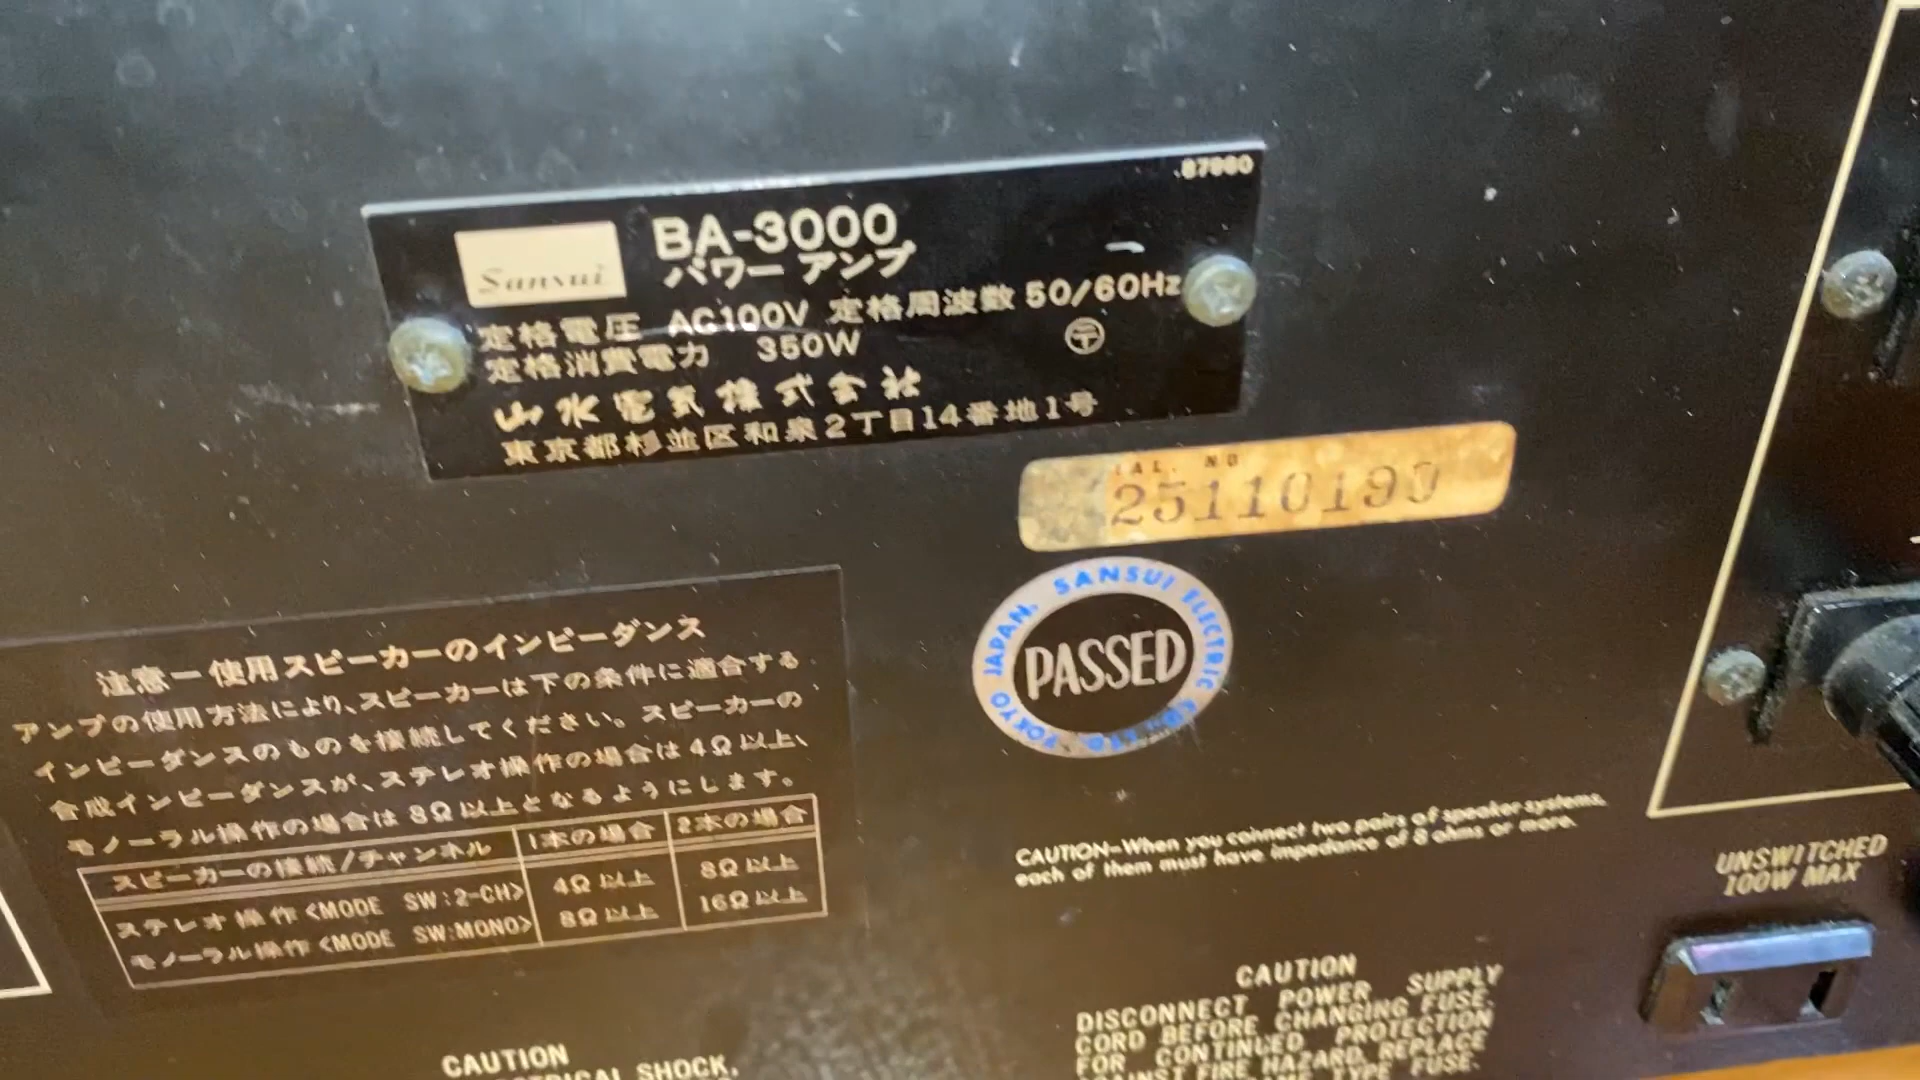 Sansui
BA-3000
パワー アンプ
定格電圧 AC100V 定格周波数 50/60Hz
定格消費電力 350W
〒
山水電気株式会社
東京都杉並区和泉2丁目14番地1号
25110199
TOKYO JAPAN. SANSUI ELECTRIC CO., LTD.
PASSED
注意ー使用スピーカーのインピーダンス
アンプの使用方法により、スピーカーは下の条件に適合する
インピーダンスのものを接続してください。スピーカーの
合成インピーダンスが、ステレオ操作の場合は4Ω以上、
モノーラル操作の場合は8Ω以上となるようにします。
スピーカーの接続/チャンネル 1本の場合 2本の場合
ステレオ操作<MODE SW:2-CH> 4Ω以上 8Ω以上
モノーラル操作<MODE SW:MONO> 8Ω以上 16Ω以上
CAUTION-When you connect two pairs of speaker systems,
each of them must have impedance of 8 ohms or more.
UNSWITCHED
100W MAX
CAUTION
DISCONNECT POWER SUPPLY
CORD BEFORE CHANGING FUSE.
FOR CONTINUED PROTECTION
AGAINST FIRE HAZARD, REPLACE
TYPE FUSE.
CAUTION
SHOCK,